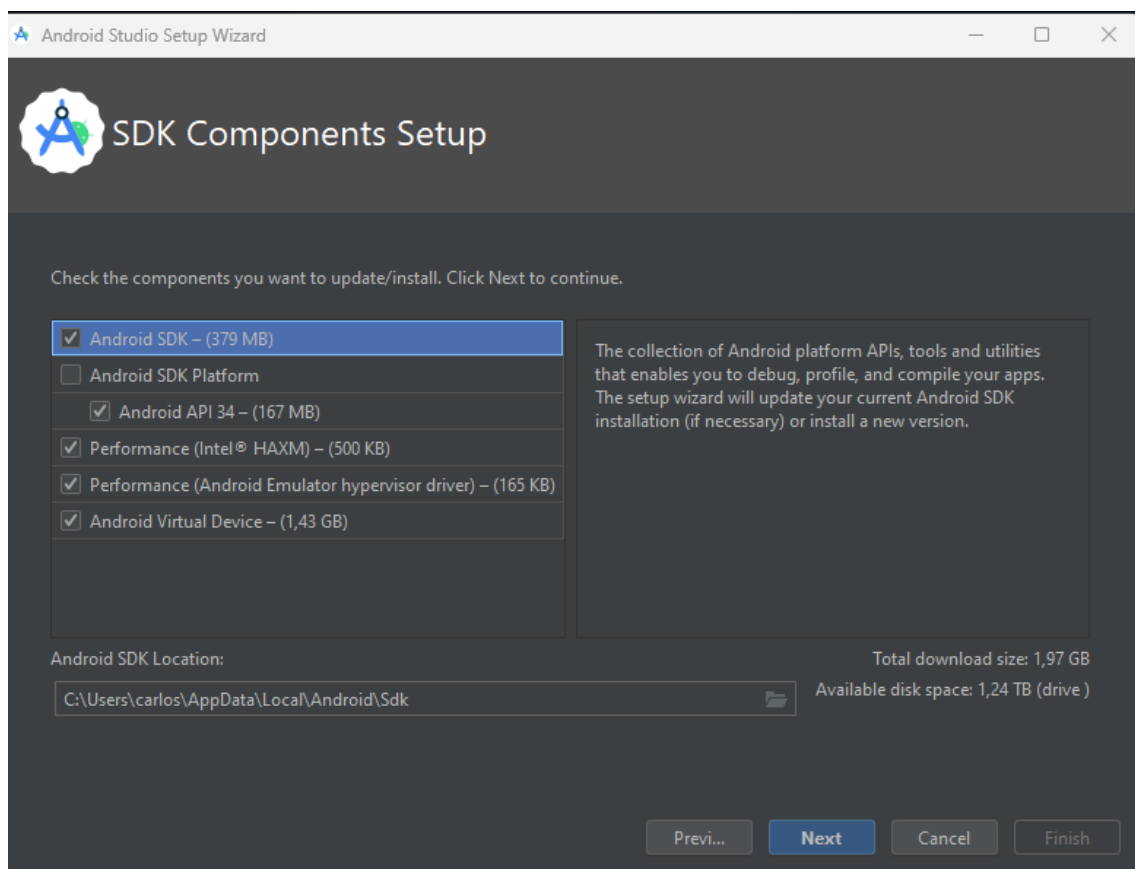 Android Studio Setup Wizard
SDK Components Setup
Check the components you want to update/install. Click Next to continue.
Android SDK – (379 MB)
Android SDK Platform
Android API 34 – (167 MB)
Performance (Intel® HAXM) – (500 KB)
Performance (Android Emulator hypervisor driver) – (165 KB)
Android Virtual Device – (1,43 GB)
The collection of Android platform APIs, tools and utilities
that enables you to debug, profile, and compile your apps.
The setup wizard will update your current Android SDK
installation (if necessary) or install a new version.
Android SDK Location:
Total download size: 1,97 GB
C:\Users\carlos\AppData\Local\Android\Sdk
Available disk space: 1,24 TB (drive )
Previ... Next Cancel Finish